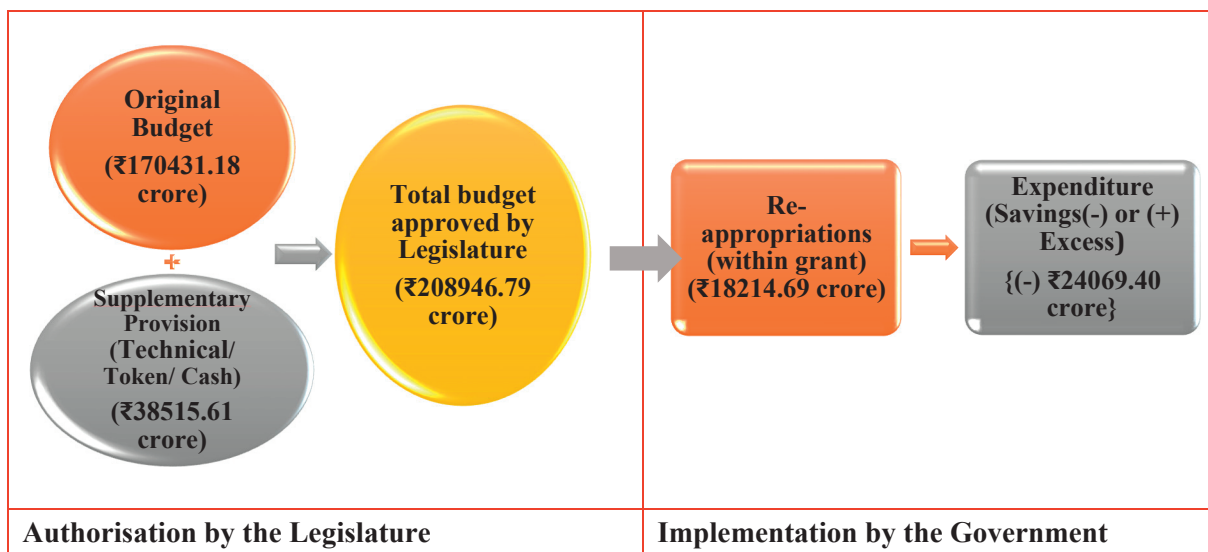 Original
Budget
(₹170431.18
crore)
+
Supplementary
Provision
(Technical/
Token/ Cash)
(₹38515.61
crore)
Total budget
approved by
Legislature
(₹208946.79
crore)
Re-
appropriations
(within grant)
(₹18214.69 crore)
Expenditure
(Savings(-) or (+)
Excess)
{(-) ₹24069.40
crore}
Authorisation by the Legislature
Implementation by the Government